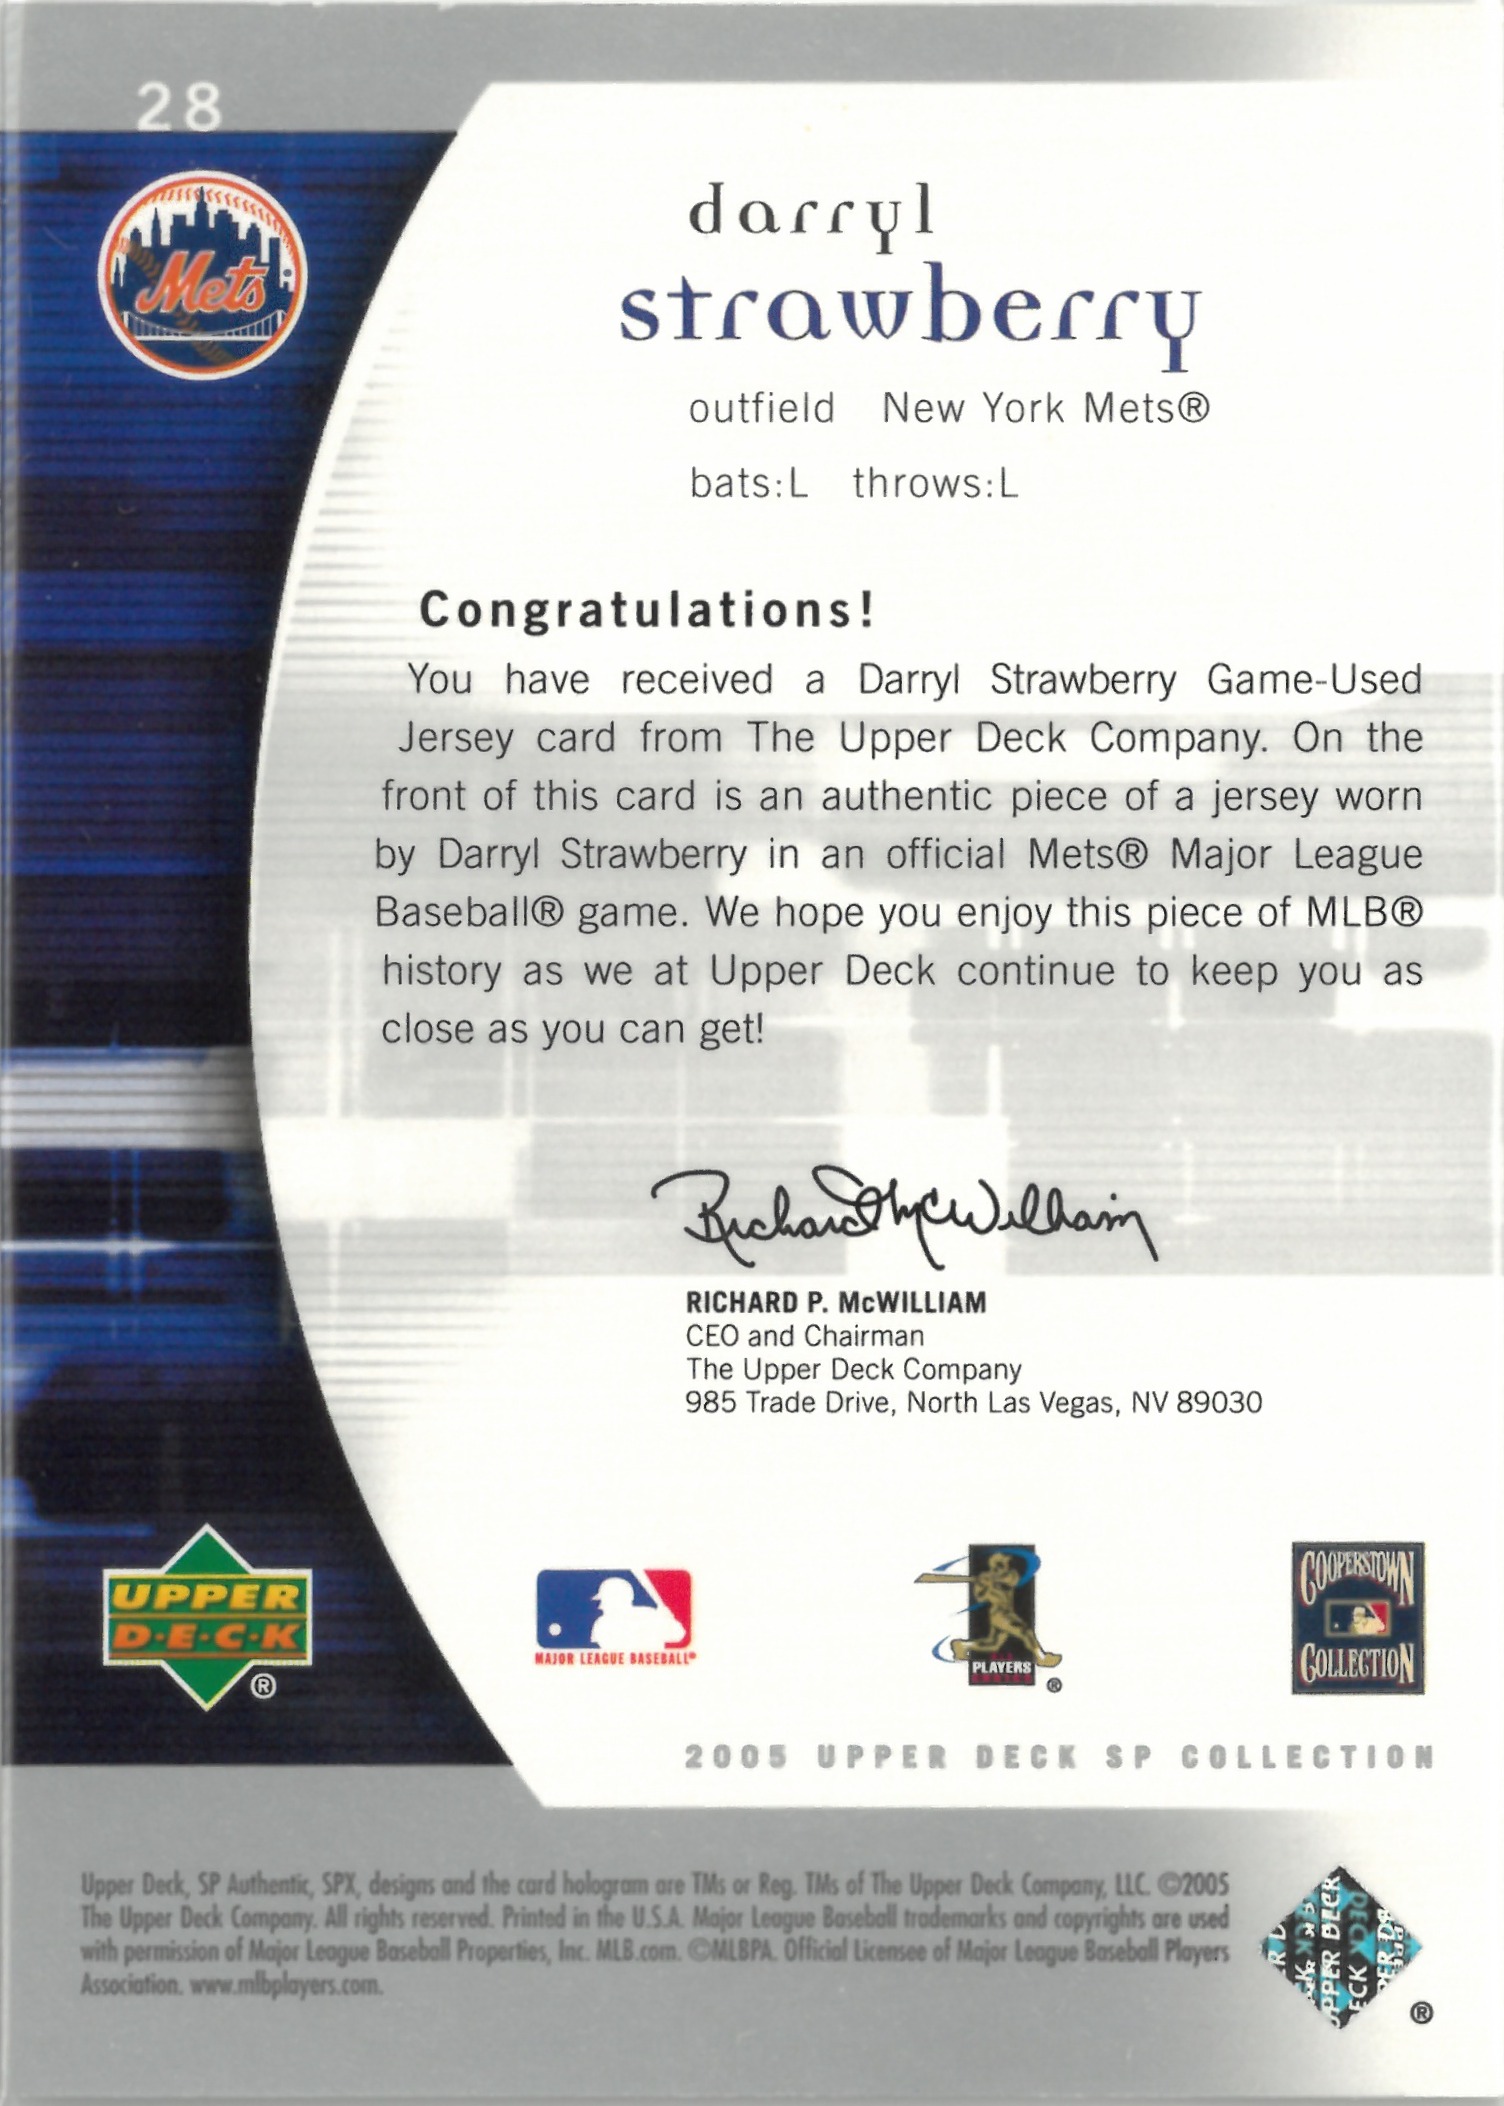 28
Mets
darryl
strawberry
outfield New York Mets®
bats:L throws:L
Congratulations!
You have received a Darryl Strawberry Game-Used
Jersey card from The Upper Deck Company. On the
front of this card is an authentic piece of a jersey worn
by Darryl Strawberry in an official Mets® Major League
Baseball® game. We hope you enjoy this piece of MLB®
history as we at Upper Deck continue to keep you as
close as you can get!
Richard McWilliam
RICHARD P. McWILLIAM
CEO and Chairman
The Upper Deck Company
985 Trade Drive, North Las Vegas, NV 89030
UPPER
D·E·C·K
®
MAJOR LEAGUE BASEBALL®
PLAYERS
®
COOPERSTOWN
COLLECTION
2005 UPPER DECK SP COLLECTION
Upper Deck, SP Authentic, SPX, designs and the card hologram are TMs or Reg. TMs of The Upper Deck Company, LLC. ©2005
The Upper Deck Company. All rights reserved. Printed in the U.S.A. Major League Baseball trademarks and copyrights are used
with permission of Major League Baseball Properties, Inc. MLB.com. ©MLBPA. Official Licensee of Major League Baseball Players
Association. www.mlbplayers.com.
UPPER DECK
®